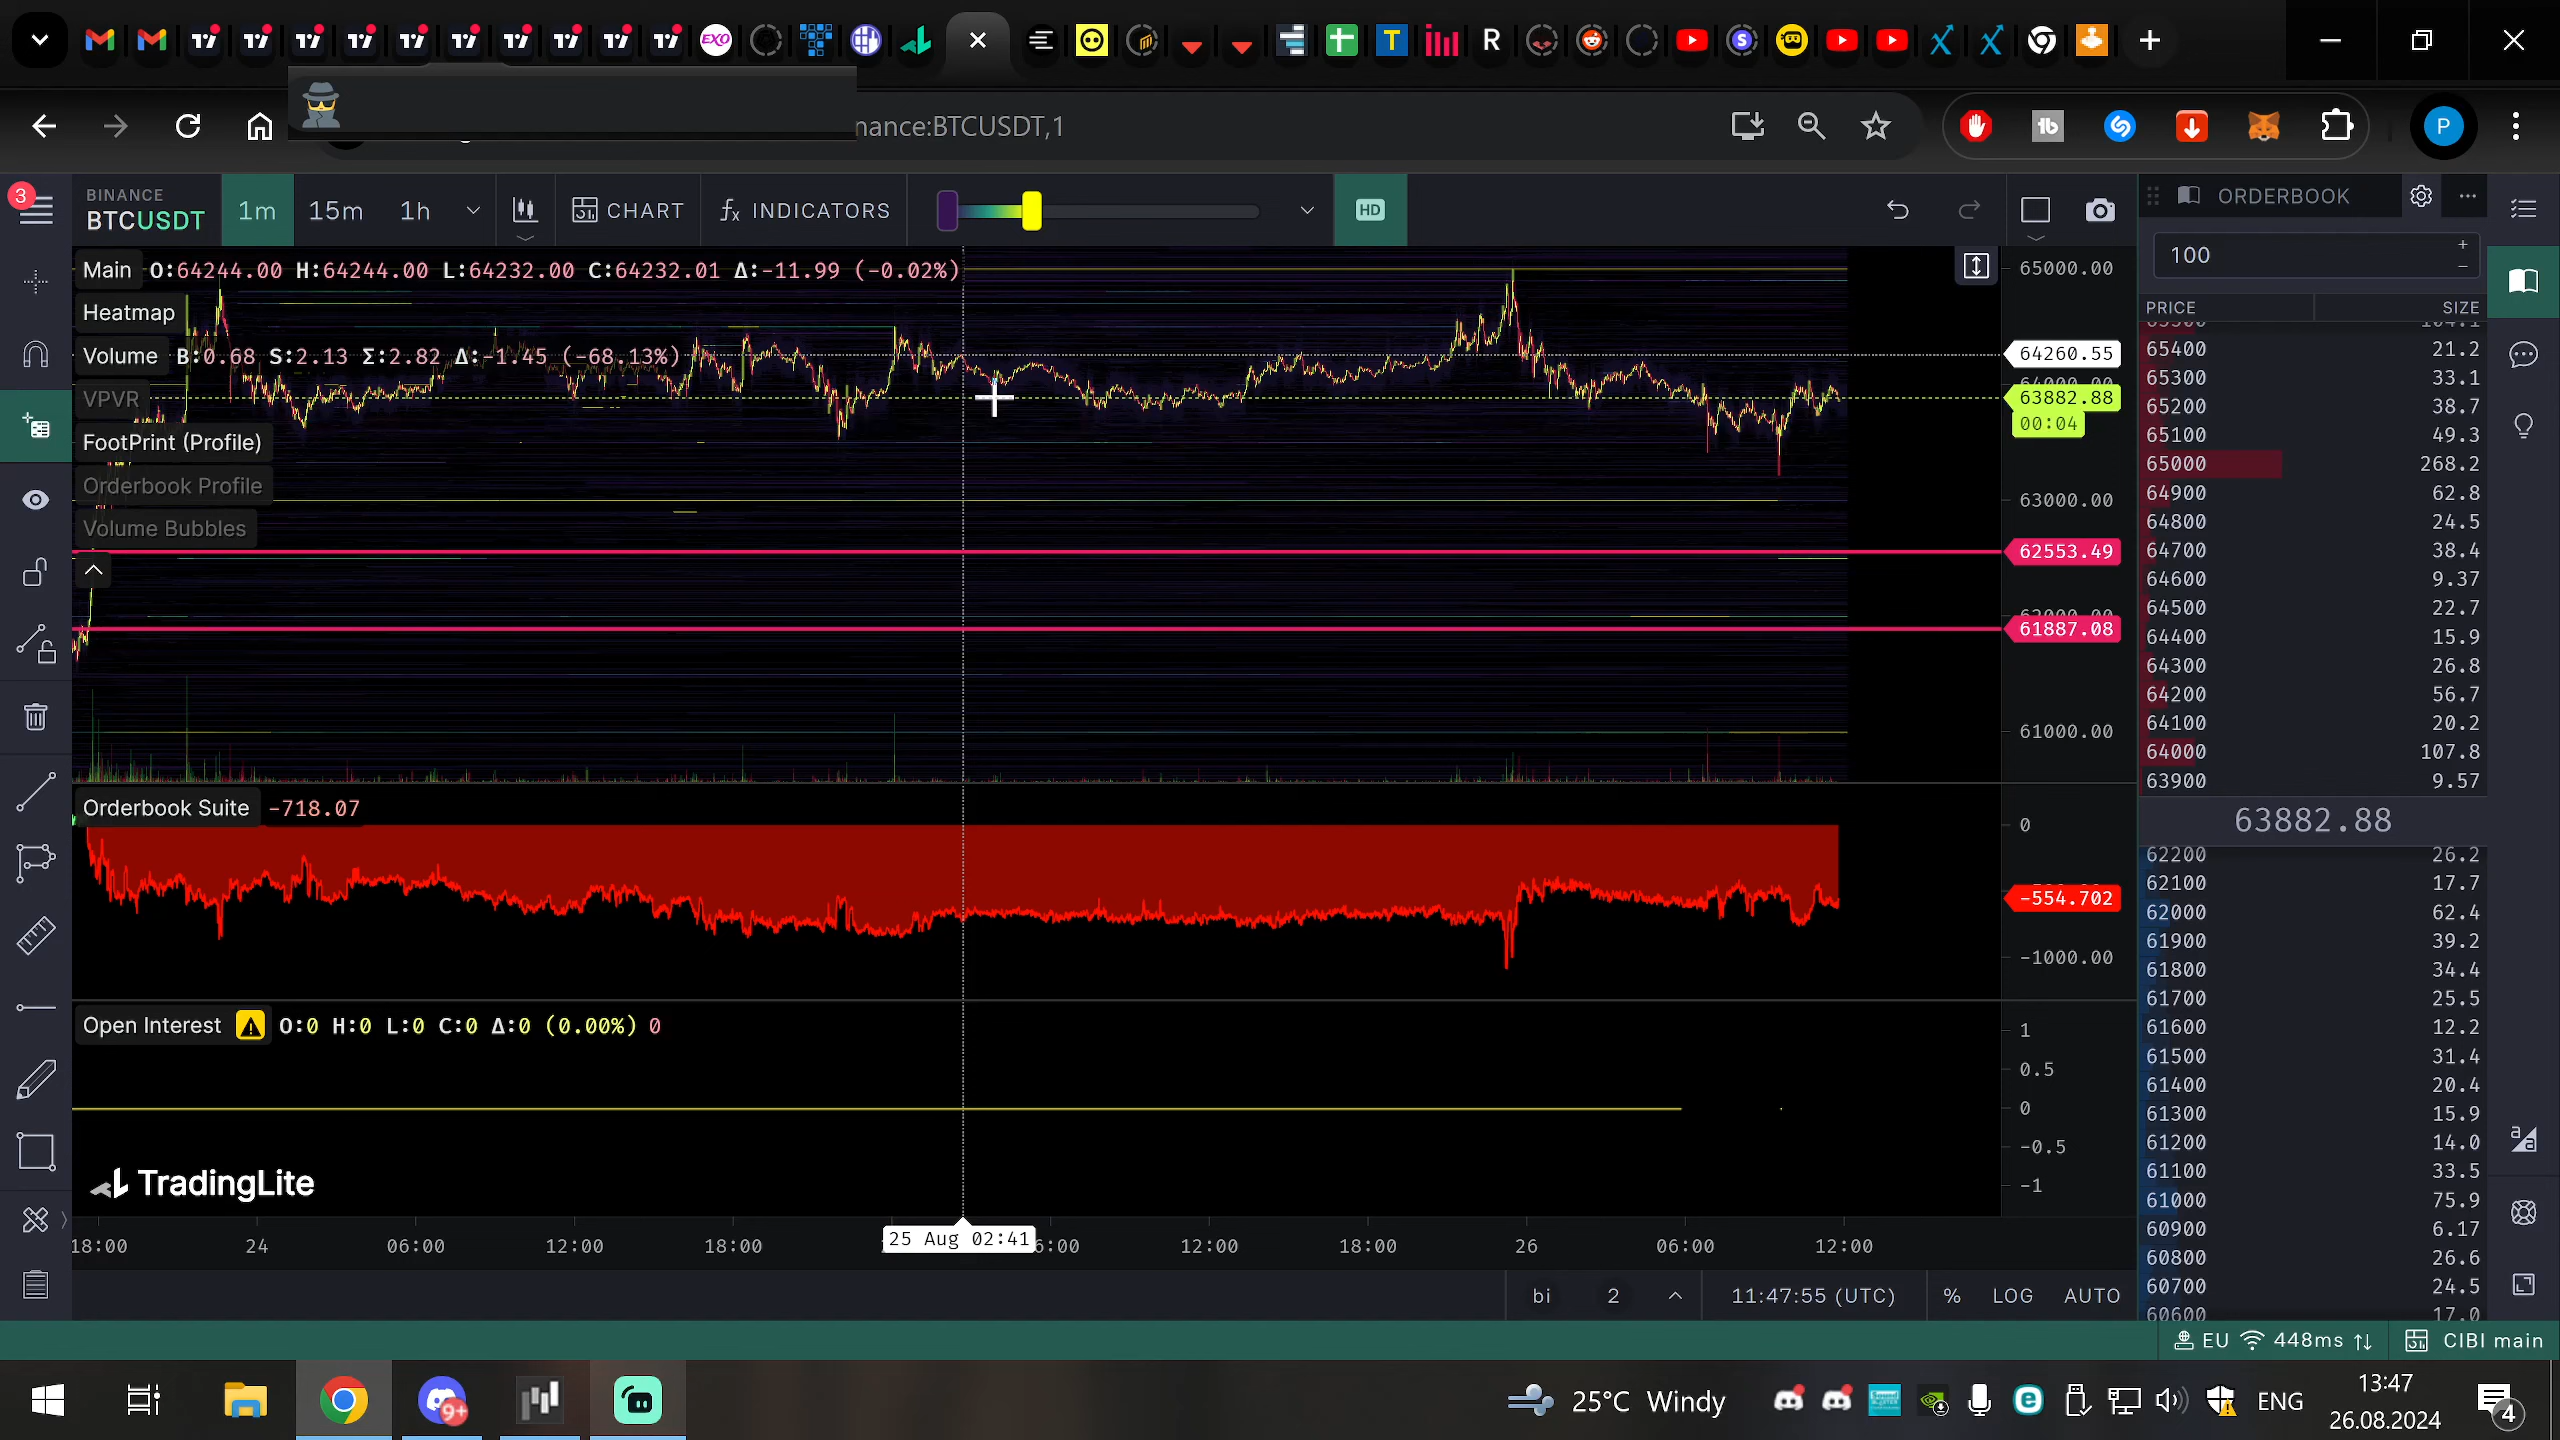 nance:BTCUSDT,1
3
BINANCE
BTCUSDT
1m 15m 1h CHART fx INDICATORS HD
ORDERBOOK
100
PRICE SIZE
Main O:64244.00 H:64244.00 L:64232.00 C:64232.01 Δ:-11.99 (-0.02%)
Heatmap
Volume B:0.68 S:2.13 Σ:2.82 Δ:-1.45 (-68.13%)
VPVR
FootPrint (Profile)
Orderbook Profile
Volume Bubbles
65000.00
64260.55
63882.88
00:04
63000.00
62553.49
61887.08
61000.00
65400 21.2
65300 33.1
65200 38.7
65100 49.3
65000 268.2
64900 62.8
64800 24.5
64700 38.4
64600 9.37
64500 22.7
64400 15.9
64300 26.8
64200 56.7
64100 20.2
64000 107.8
63900 9.57
63882.88
62200 26.2
62100 17.7
62000 62.4
61900 39.2
61800 34.4
61700 25.5
61600 12.2
61500 31.4
61400 20.4
61300 15.9
61200 14.0
61100 33.5
61000 75.9
60900 6.17
60800 26.6
60700 24.5
60600 17.0
Orderbook Suite -718.07
0
-554.702
-1000.00
Open Interest O:0 H:0 L:0 C:0 Δ:0 (0.00%) 0
1
0.5
0
-0.5
-1
TradingLite
18:00 24 06:00 12:00 18:00 25 Aug 02:41 6:00 12:00 18:00 26 06:00 12:00
bi 2 11:47:55 (UTC) % LOG AUTO
EU 448ms CIBI main
9+
25°C Windy
ENG
13:47
26.08.2024
4